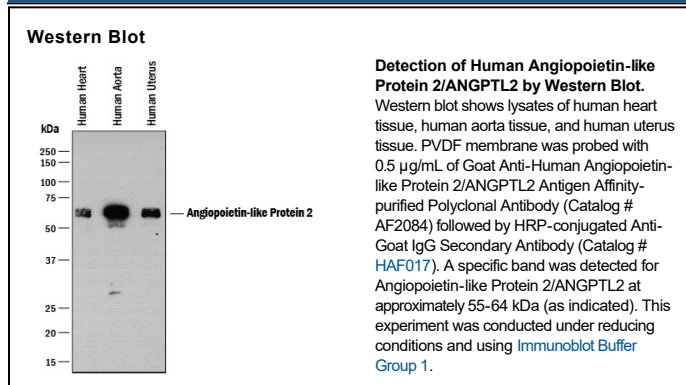 Western Blot
Human Heart
Human Aorta
Human Uterus
kDa
250
150
100
75
50
37
25
20
15
Angiopoietin-like Protein 2
Detection of Human Angiopoietin-like
Protein 2/ANGPTL2 by Western Blot.
Western blot shows lysates of human heart
tissue, human aorta tissue, and human uterus
tissue. PVDF membrane was probed with
0.5 µg/mL of Goat Anti-Human Angiopoietin-
like Protein 2/ANGPTL2 Antigen Affinity-
purified Polyclonal Antibody (Catalog #
AF2084) followed by HRP-conjugated Anti-
Goat IgG Secondary Antibody (Catalog #
HAF017). A specific band was detected for
Angiopoietin-like Protein 2/ANGPTL2 at
approximately 55-64 kDa (as indicated). This
experiment was conducted under reducing
conditions and using Immunoblot Buffer
Group 1.